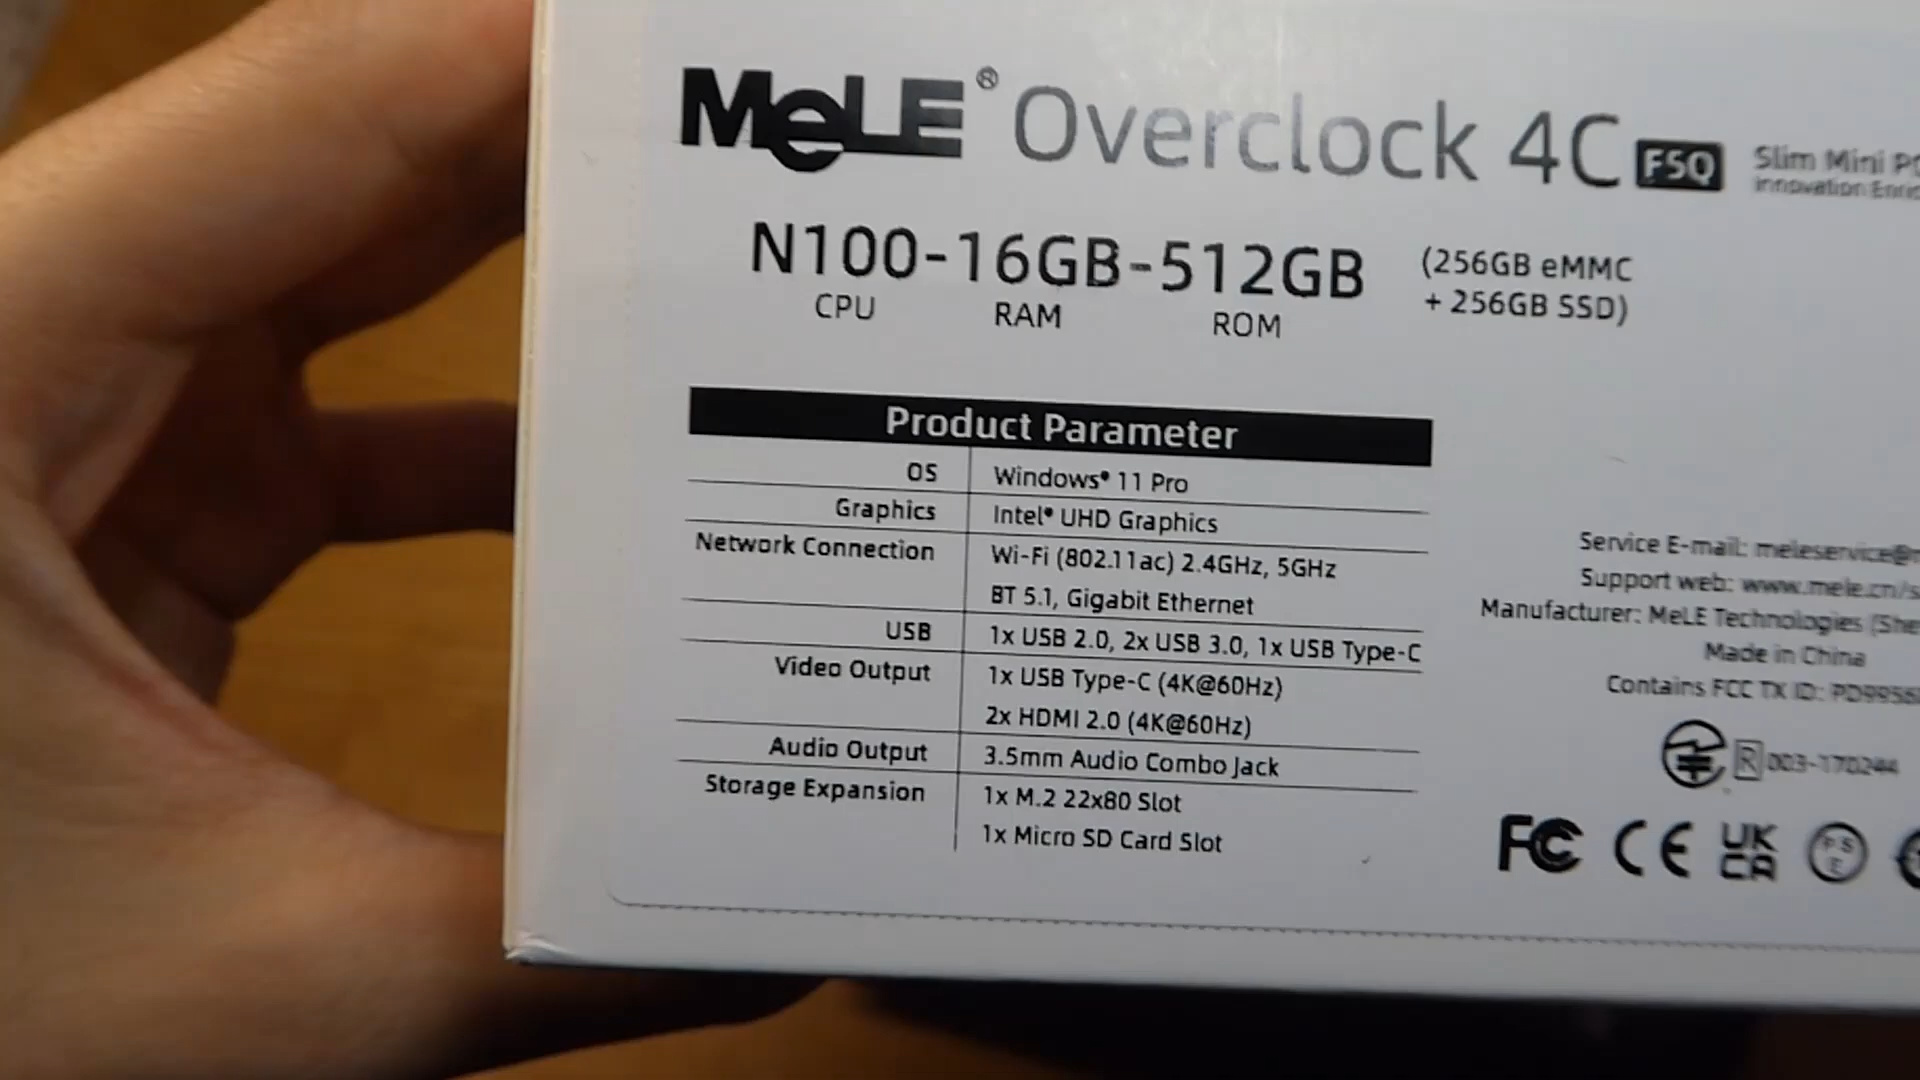 MeLE® Overclock 4C F5Q Slim Mini PC
Innovation
N100-16GB-512GB (256GB eMMC
+ 256GB SSD)
CPU RAM ROM
Product Parameter
OS Windows® 11 Pro
Graphics Intel® UHD Graphics
Network Connection Wi-Fi (802.11ac) 2.4GHz, 5GHz
BT 5.1, Gigabit Ethernet
USB 1x USB 2.0, 2x USB 3.0, 1x USB Type-C
Video Output 1x USB Type-C (4K@60Hz)
2x HDMI 2.0 (4K@60Hz)
Audio Output 3.5mm Audio Combo Jack
Storage Expansion 1x M.2 22x80 Slot
1x Micro SD Card Slot
Service E-mail: meleservice@
Support web: www.mele.cn/s
Manufacturer: MeLE Technologies (She
Made in China
Contains FCC TX ID: PD9956
R 003-170244
FC CE UK CA PS E